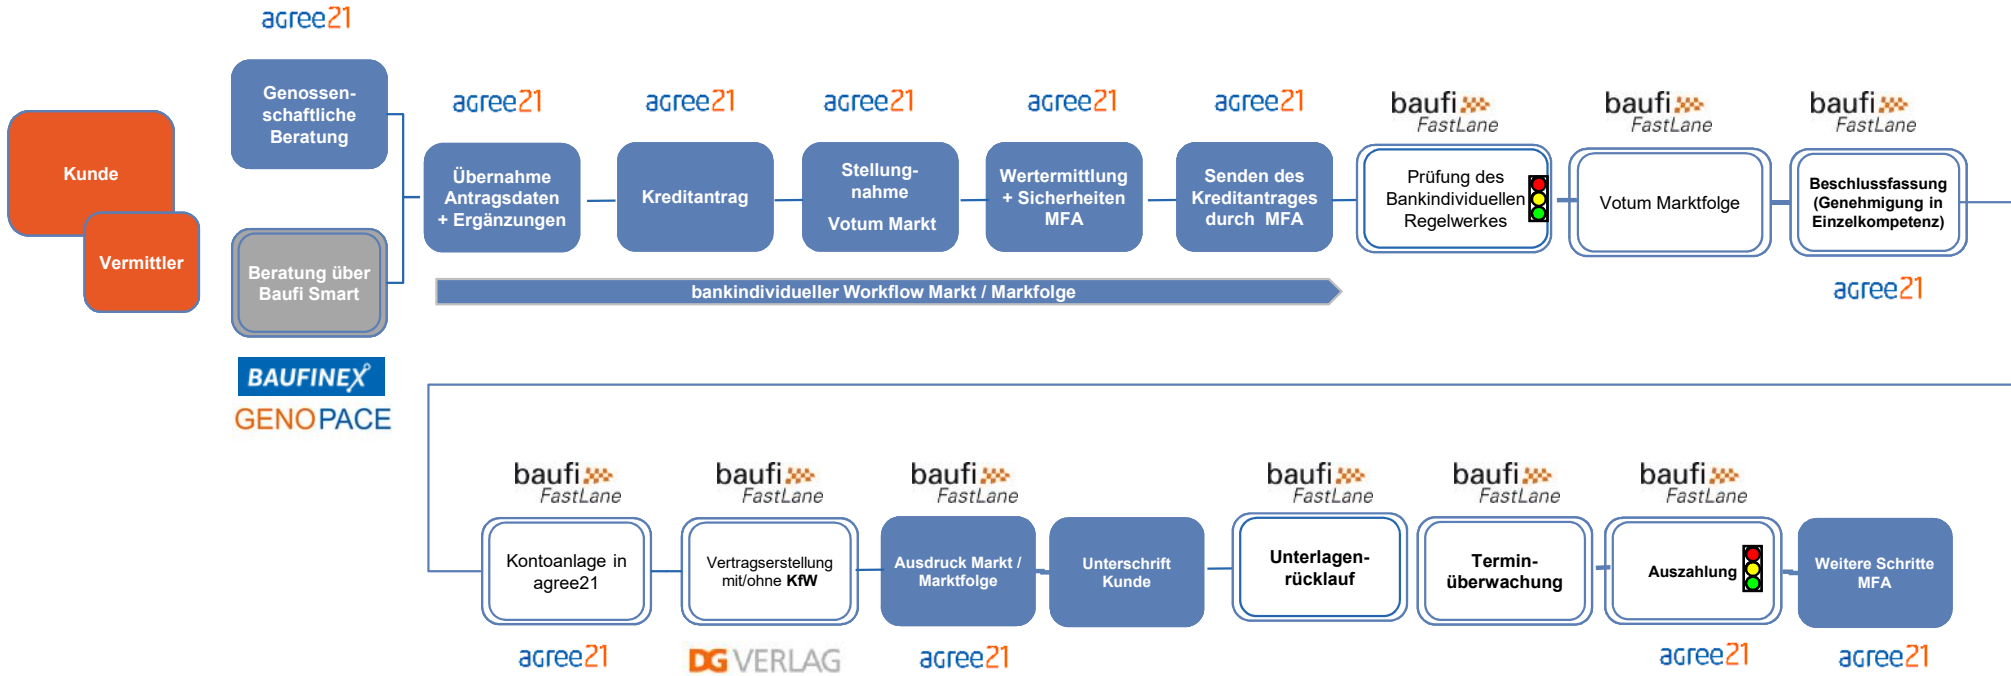 agree21
Genossen-
schaftliche
Beratung
Kunde
Vermittler
Beratung über
Baufi Smart
BAUFINEX
GENOPACE
agree21
Übernahme
Antragsdaten
+ Ergänzungen
agree21
Kreditantrag
agree21
Stellung-
nahme
Votum Markt
agree21
Wertermittlung
+ Sicherheiten
MFA
agree21
Senden des
Kreditantrages
durch MFA
baufi
FastLane
Prüfung des
Bankindividuellen
Regelwerkes
baufi
FastLane
Votum Marktfolge
baufi
FastLane
Beschlussfassung
(Genehmigung in
Einzelkompetenz)
agree21
bankindividueller Workflow Markt / Markfolge
baufi
FastLane
Kontoanlage in
agree21
agree21
baufi
FastLane
Vertragserstellung
mit/ohne KfW
DG VERLAG
baufi
FastLane
Ausdruck Markt /
Marktfolge
agree21
Unterschrift
Kunde
baufi
FastLane
Unterlagen-
rücklauf
baufi
FastLane
Termin-
überwachung
baufi
FastLane
Auszahlung
agree21
Weitere Schritte
MFA
agree21